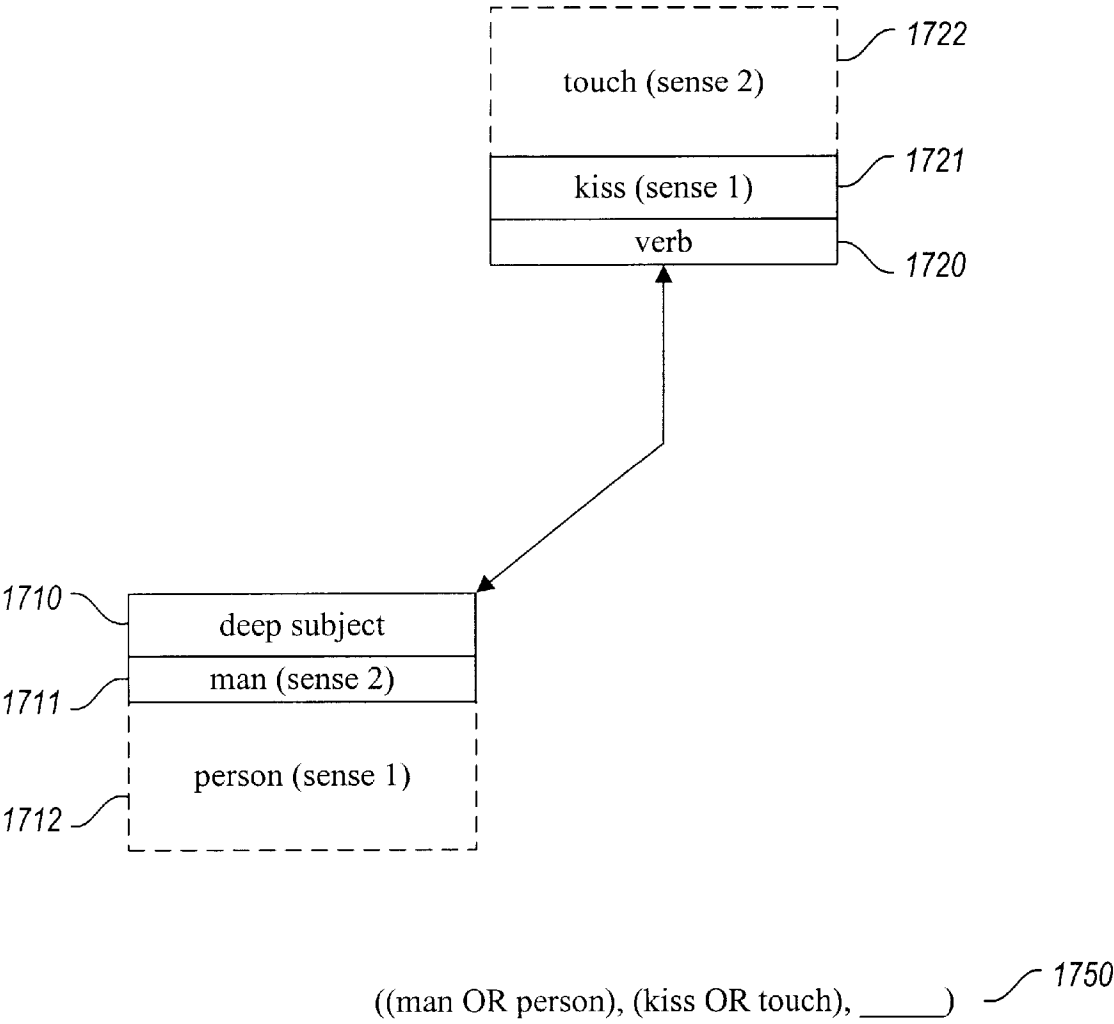 1722
touch (sense 2)
1721
kiss (sense 1)
verb
1720
1710
deep subject
man (sense 2)
1711
person (sense 1)
1712
1750
((man OR person), (kiss OR touch), _____)